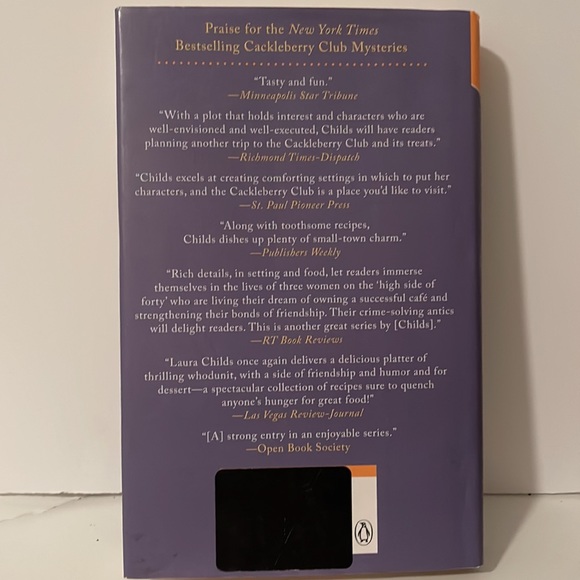 Praise for the New York Times
Bestselling Cackleberry Club Mysteries
“Tasty and fun.”
—Minneapolis Star Tribune
“With a plot that holds interest and characters who are
well-envisioned and well-executed, Childs will have readers
planning another trip to the Cackleberry Club and its treats.”
—Richmond Times-Dispatch
“Childs excels at creating comforting settings in which to put her
characters, and the Cackleberry Club is a place you’d like to visit.”
—St. Paul Pioneer Press
“Along with toothsome recipes,
Childs dishes up plenty of small-town charm.”
—Publishers Weekly
“Rich details, in setting and food, let readers immerse
themselves in the lives of three women on the ‘high side of
forty’ who are living their dream of owning a successful café and
strengthening their bonds of friendship. Their crime-solving antics
will delight readers. This is another great series by [Childs].”
—RT Book Reviews
“Laura Childs once again delivers a delicious platter of
thrilling whodunit, with a side of friendship and humor and for
dessert—a spectacular collection of recipes sure to quench
anyone’s hunger for great food!”
—Las Vegas Review-Journal
“[A] strong entry in an enjoyable series.”
—Open Book Society